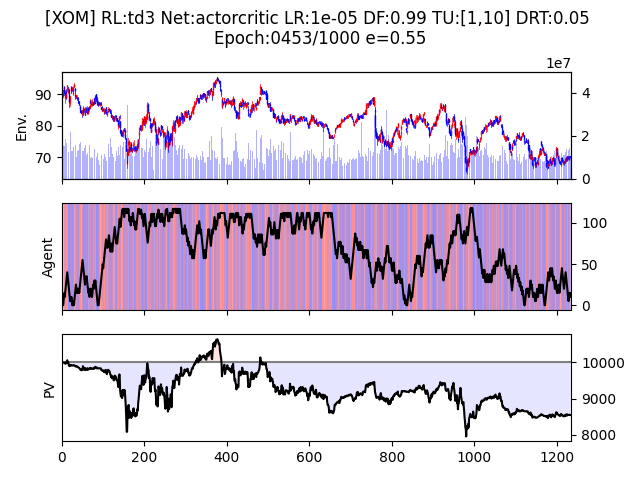 [XOM] RL:td3 Net:actorcritic LR:1e-05 DF:0.99 TU:[1,10] DRT:0.05
Epoch:0453/1000 e=0.55
1e7
Env.
90
80
70
4
2
0
Agent
100
50
0
PV
10000
9000
8000
0 200 400 600 800 1000 1200